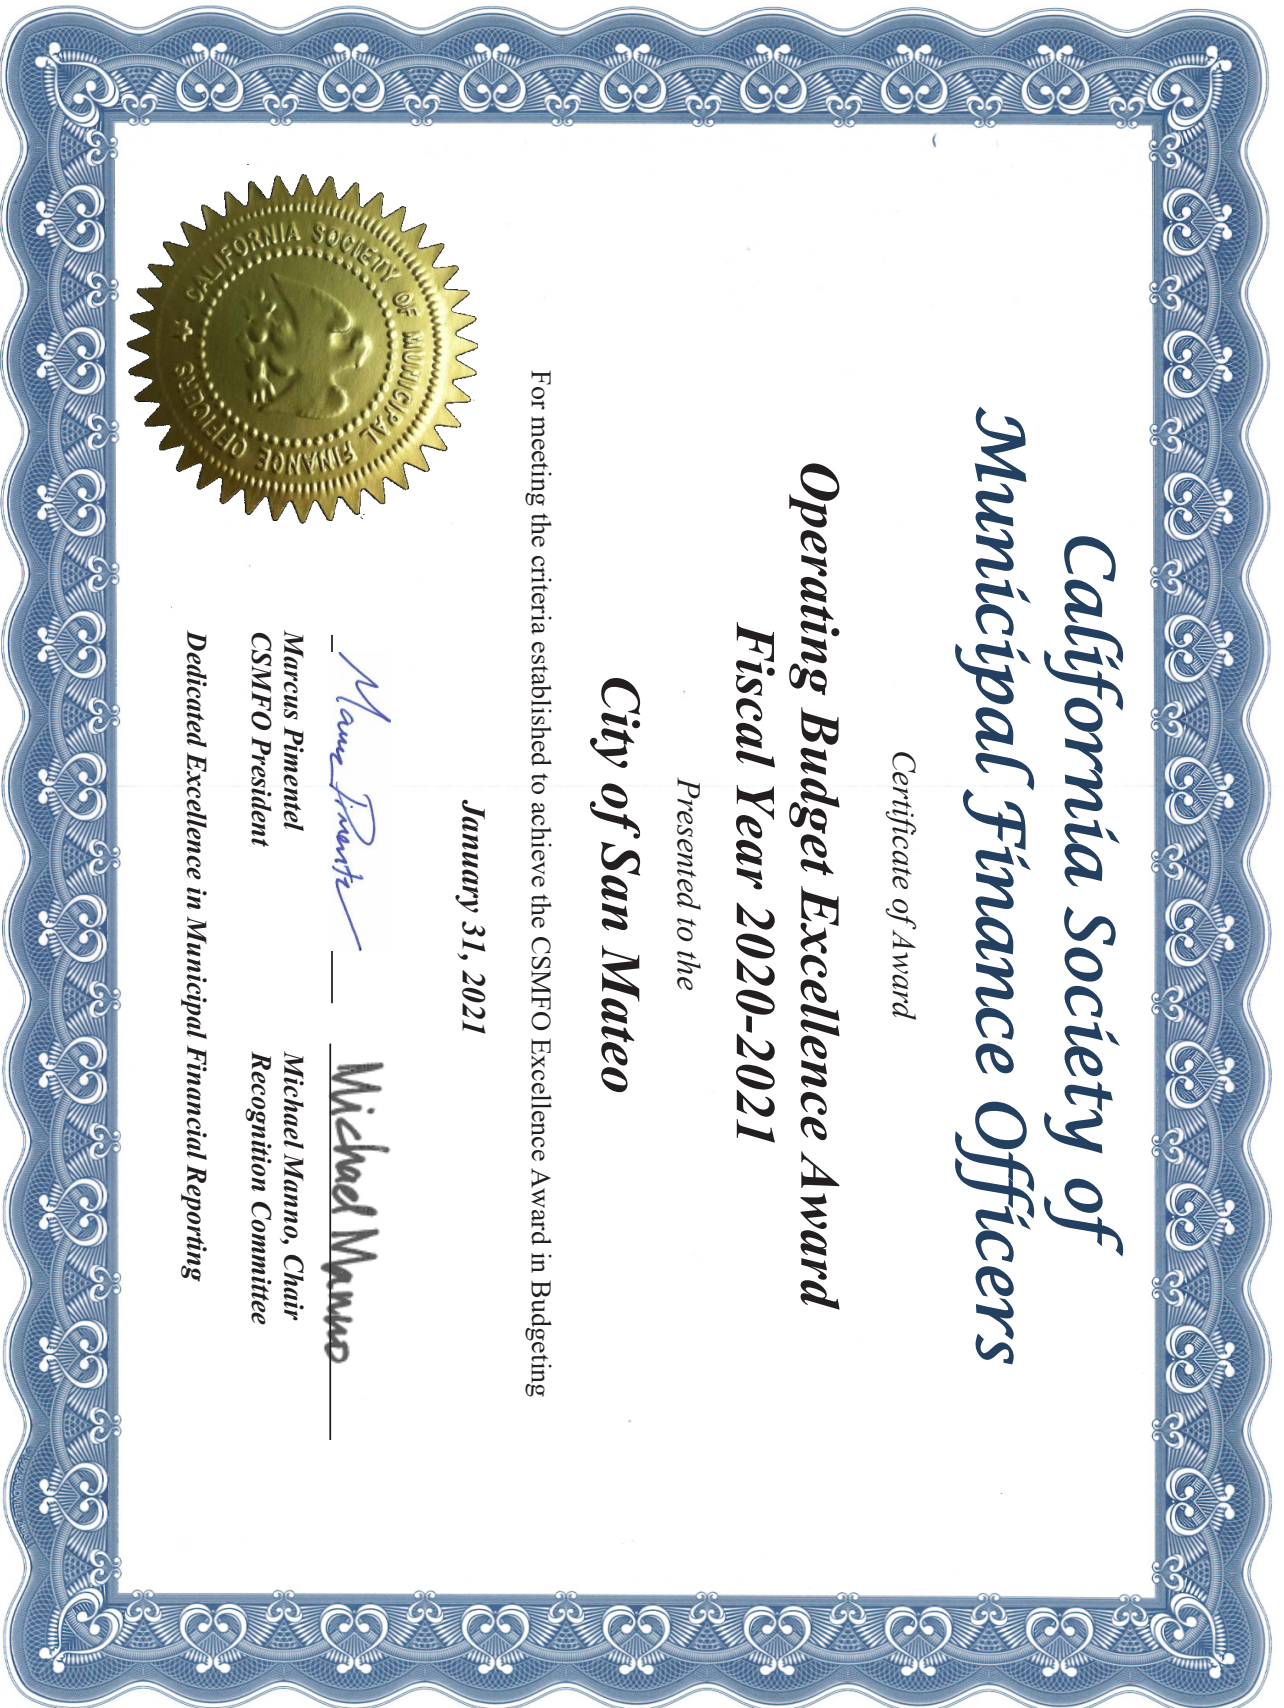 California Society of
Municipal Finance Officers
Certificate of Award
Operating Budget Excellence Award
Fiscal Year 2020-2021
Presented to the
City of San Mateo
For meeting the criteria established to achieve the CSMFO Excellence Award in Budgeting
January 31, 2021
Michael Manno
Marcus Pimentel
CSMFO President
Michael Manno, Chair
Recognition Committee
Dedicated Excellence in Municipal Financial Reporting
CALIFORNIA SOCIETY OF MUNICIPAL FINANCE OFFICERS